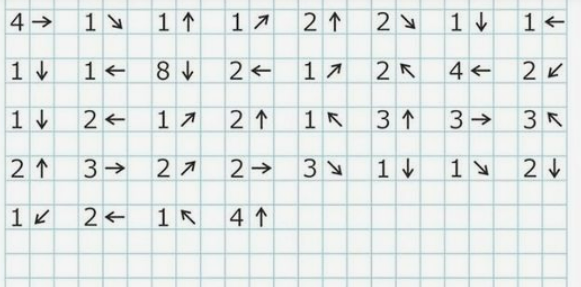 4 → 1 ↘ 1 ↑ 1 ↗ 2 ↑ 2 ↘ 1 ↓ 1 ←
1 ↓ 1 ← 8 ↓ 2 ← 1 ↗ 2 ↖ 4 ← 2 ↙
1 ↓ 2 ← 1 ↗ 2 ↑ 1 ↖ 3 ↑ 3 → 3 ↖
2 ↑ 3 → 2 ↗ 2 → 3 ↘ 1 ↓ 1 ↘ 2 ↓
1 ↙ 2 ← 1 ↖ 4 ↑